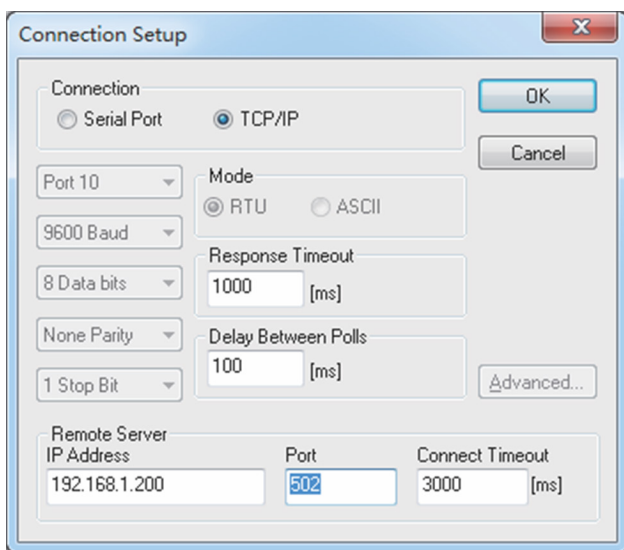 Connection Setup
Connection
Serial Port
TCP/IP
OK
Cancel
Port 10
9600 Baud
8 Data bits
None Parity
1 Stop Bit
Mode
RTU
ASCII
Response Timeout
1000
[ms]
Delay Between Polls
100
[ms]
Advanced...
Remote Server
IP Address
Port
Connect Timeout
192.168.1.200
502
3000
[ms]